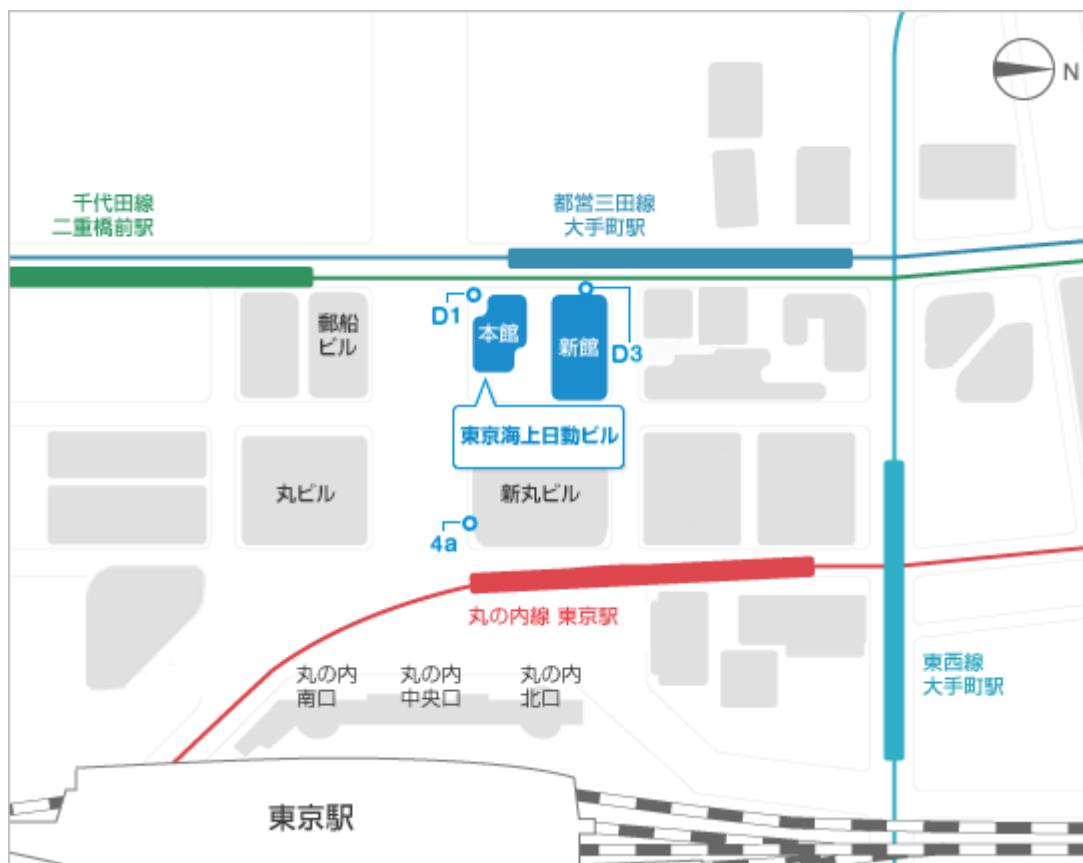 N
千代田線
二重橋前駅
都営三田線
大手町駅
D1
本館
新館
D3
郵船
ビル
東京海上日動ビル
丸ビル
新丸ビル
4a
丸の内線 東京駅
東西線
大手町駅
丸の内
南口
丸の内
中央口
丸の内
北口
東京駅